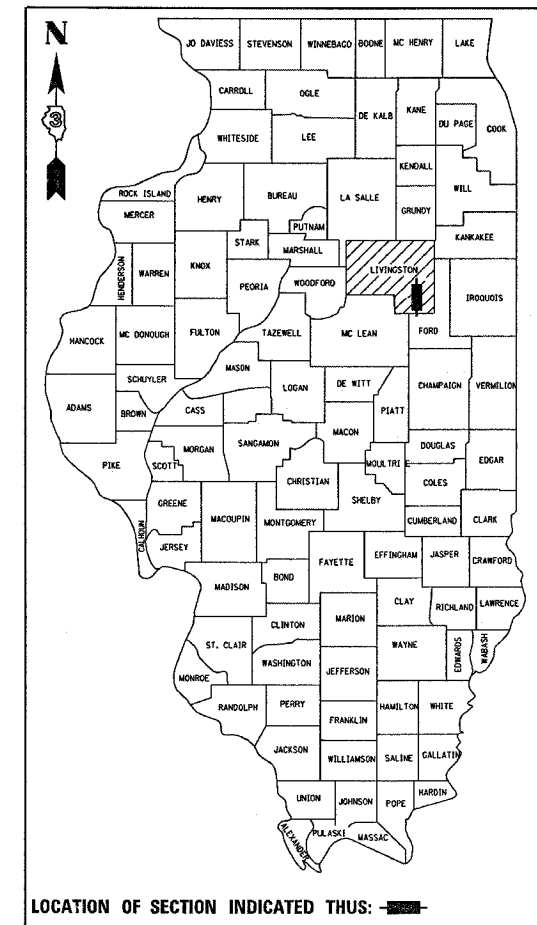 N
3
JO DAVIESS STEVENSON WINNEBAGO BOONE MC HENRY LAKE
CARROLL OGLE DE KALB KANE DU PAGE COOK
WHITESIDE LEE KENDALL WILL
ROCK ISLAND HENRY BUREAU LA SALLE GRUNDY
MERCER PUTNAM KANKAKEE
HENDERSON WARREN KNOX STARK MARSHALL LIVINGSTON
PEORIA WOODFORD IROQUOIS
HANCOCK MC DONOUGH FULTON TAZEWELL MC LEAN FORD
SCHUYLER MASON LOGAN DE WITT CHAMPAIGN VERMILION
ADAMS BROWN CASS MACON PIATT
PIKE SCOTT MORGAN SANGAMON MOULTRIE DOUGLAS EDGAR
CHRISTIAN SHELBY COLES
CALHOUN GREENE MACOUPIN MONTGOMERY CUMBERLAND CLARK
JERSEY FAYETTE EFFINGHAM JASPER CRAWFORD
MADISON BOND
CLAY RICHLAND LAWRENCE
CLINTON MARION
ST. CLAIR WAYNE EDWARDS WABASH
WASHINGTON JEFFERSON
MONROE
RANDOLPH PERRY HAMILTON WHITE
FRANKLIN
JACKSON WILLIAMSON SALINE GALLATIN
UNION JOHNSON POPE HARDIN
ALEXANDER PULASKI MASSAC
LOCATION OF SECTION INDICATED THUS: